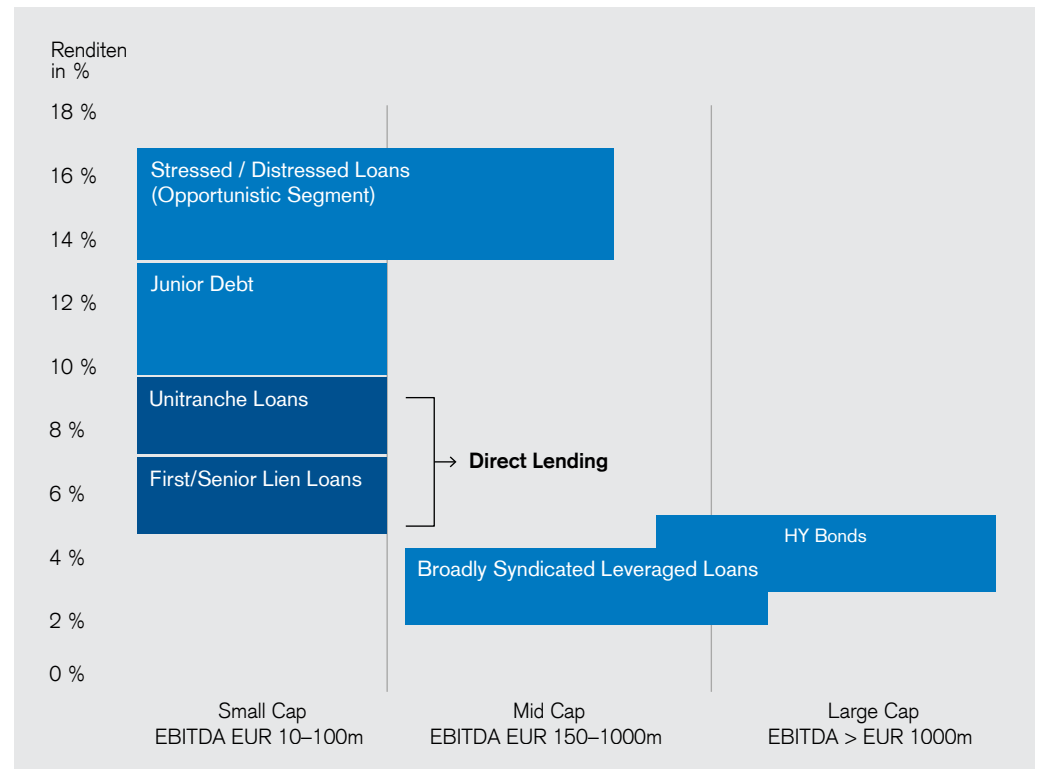 Renditen
in %
18 %
16 %
14 %
12 %
10 %
8 %
6 %
4 %
2 %
0 %
Stressed / Distressed Loans
(Opportunistic Segment)
Junior Debt
Unitranche Loans
First/Senior Lien Loans
Direct Lending
HY Bonds
Broadly Syndicated Leveraged Loans
Small Cap
EBITDA EUR 10–100m
Mid Cap
EBITDA EUR 150–1000m
Large Cap
EBITDA > EUR 1000m